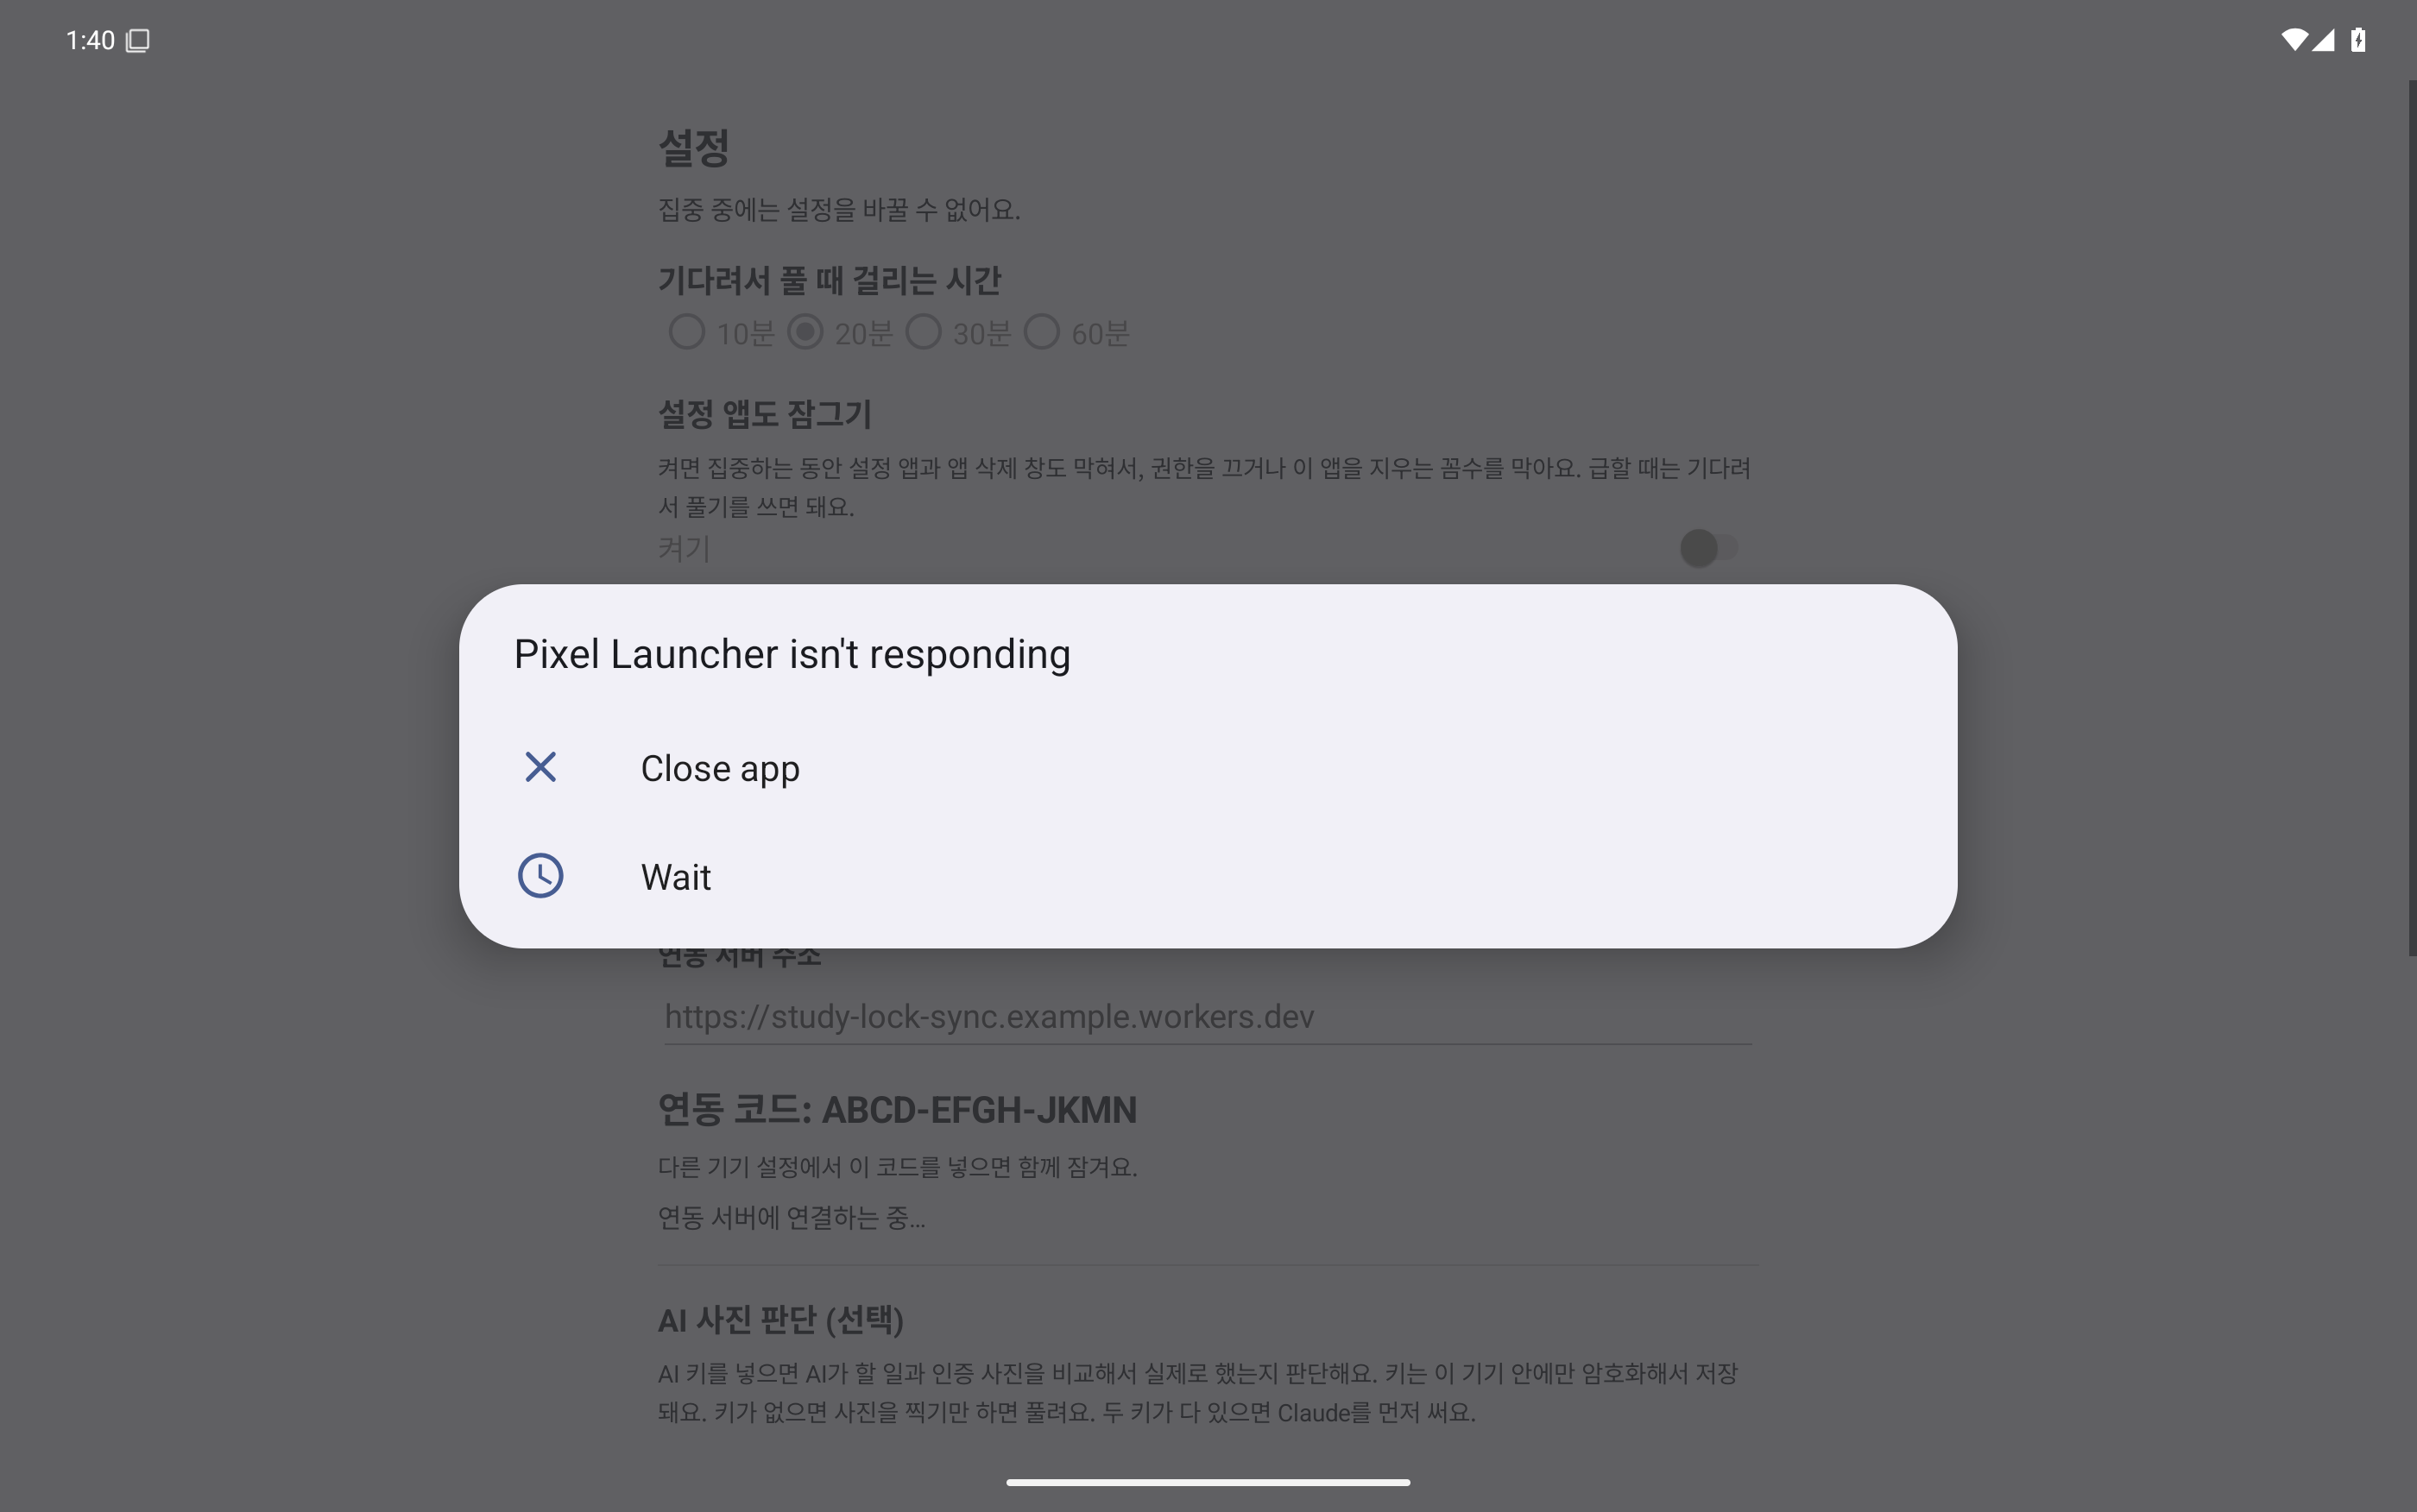 1:40
설정
집중 중에는 설정을 바꿀 수 없어요.
기다려서 풀 때 걸리는 시간
10분 20분 30분 60분
설정 앱도 잠그기
켜면 집중하는 동안 설정 앱과 앱 삭제 창도 막혀서, 권한을 끄거나 이 앱을 지우는 꼼수를 막아요. 급할 때는 기다려
서 풀기를 쓰면 돼요.
켜기
Pixel Launcher isn't responding
Close app
Wait
연동 서버 주소
https://study-lock-sync.example.workers.dev
연동 코드: ABCD-EFGH-JKMN
다른 기기 설정에서 이 코드를 넣으면 함께 잠겨요.
연동 서버에 연결하는 중…
AI 사진 판단 (선택)
AI 키를 넣으면 AI가 할 일과 인증 사진을 비교해서 실제로 했는지 판단해요. 키는 이 기기 안에만 암호화해서 저장
돼요. 키가 없으면 사진을 찍기만 하면 풀려요. 두 키가 다 있으면 Claude를 먼저 써요.